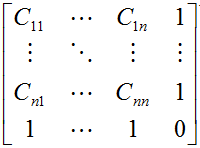 C₁₁ ⋯ C₁ₙ 1
⋮ ⋱ ⋮ ⋮
Cₙ₁ ⋯ Cₙₙ 1
1 ⋯ 1 0